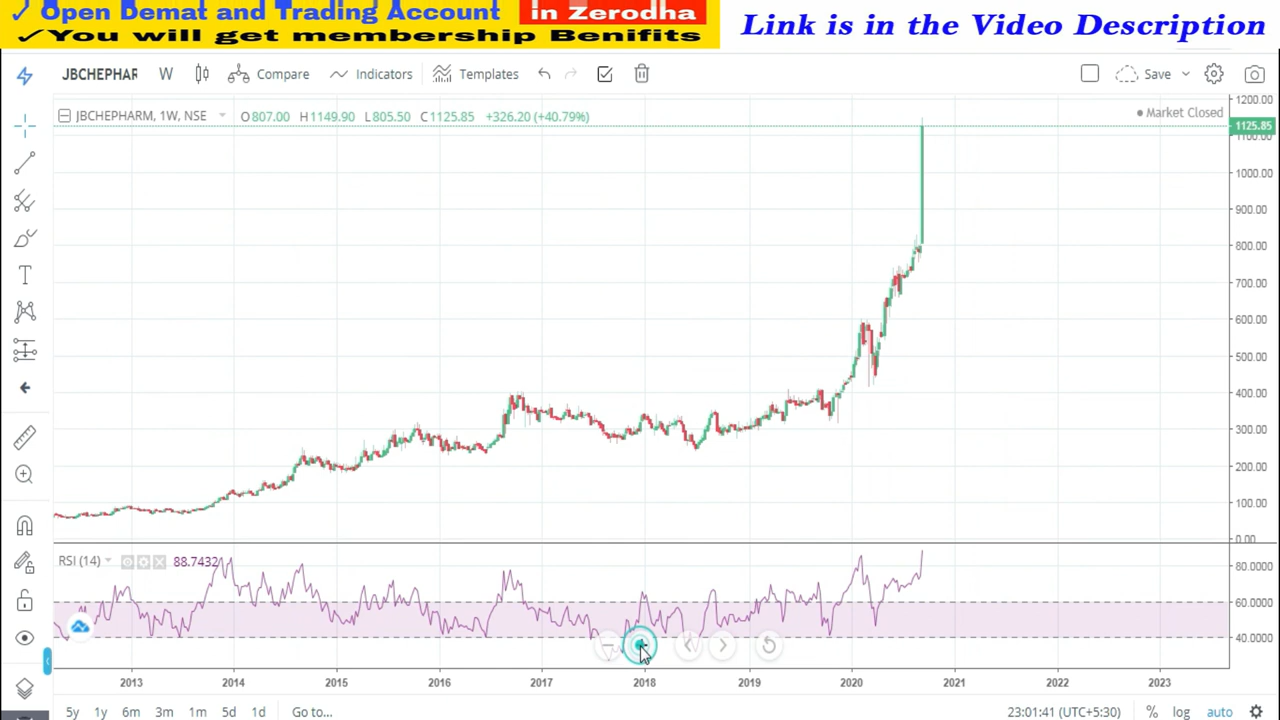 ✓ Open Demat and Trading Account In Zerodha
✓You will get membership Benifits
Link is in the Video Description
JBCHEPHAR W Compare Indicators Templates Save
JBCHEPHARM, 1W, NSE O807.00 H1149.90 L805.50 C1125.85 +326.20 (+40.79%)
Market Closed
1200.00
1125.85
1100.00
1000.00
900.00
800.00
700.00
600.00
500.00
400.00
300.00
200.00
100.00
0.00
RSI (14) 88.7432
80.0000
60.0000
40.0000
2013 2014 2015 2016 2017 2018 2019 2020 2021 2022 2023
5y 1y 6m 3m 1m 5d 1d Go to... 23:01:41 (UTC+5:30) % log auto